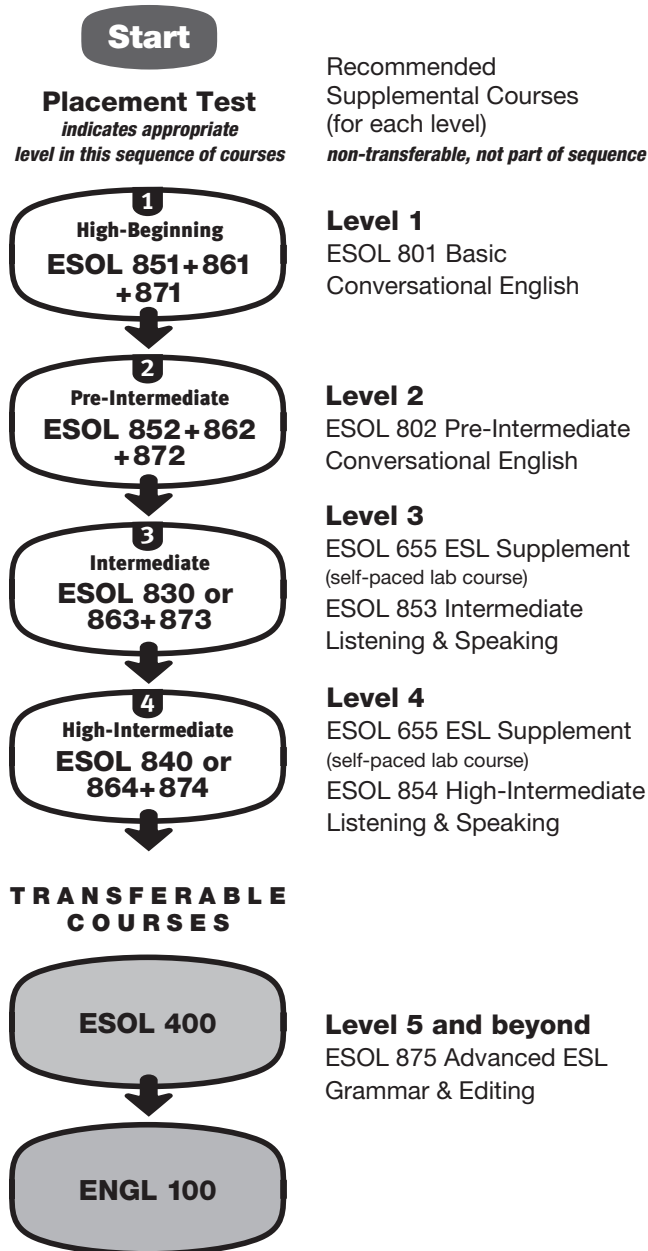 Start
Placement Test
indicates appropriate
level in this sequence of courses
Recommended
Supplemental Courses
(for each level)
non-transferable, not part of sequence
1
High-Beginning
ESOL 851+861
+871
Level 1
ESOL 801 Basic
Conversational English
2
Pre-Intermediate
ESOL 852+862
+872
Level 2
ESOL 802 Pre-Intermediate
Conversational English
3
Intermediate
ESOL 830 or
863+873
Level 3
ESOL 655 ESL Supplement
(self-paced lab course)
ESOL 853 Intermediate
Listening & Speaking
4
High-Intermediate
ESOL 840 or
864+874
Level 4
ESOL 655 ESL Supplement
(self-paced lab course)
ESOL 854 High-Intermediate
Listening & Speaking
TRANSFERABLE
COURSES
ESOL 400
Level 5 and beyond
ESOL 875 Advanced ESL
Grammar & Editing
ENGL 100